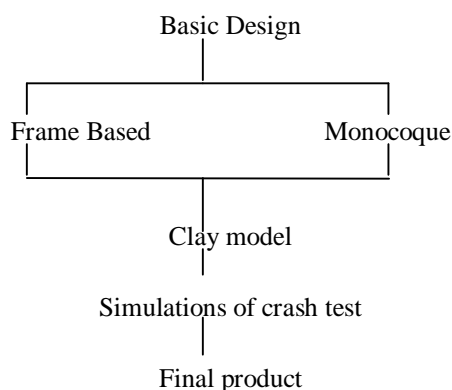 Basic Design
Frame Based Monocoque
Clay model
Simulations of crash test
Final product